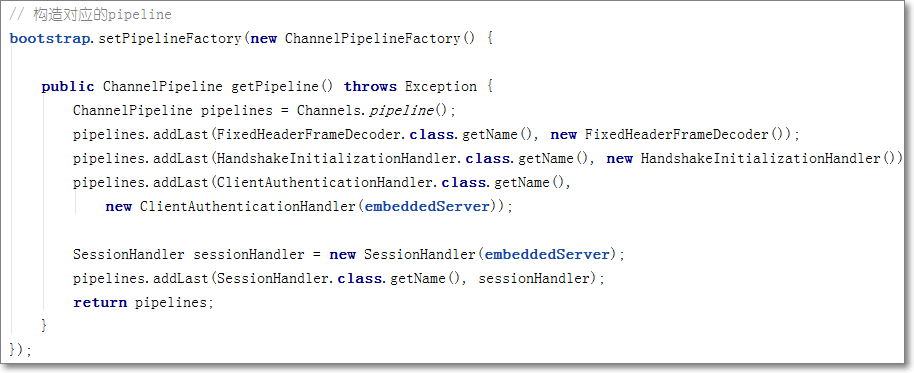 // 构造对应的pipeline
bootstrap.setPipelineFactory(new ChannelPipelineFactory() {
public ChannelPipeline getPipeline() throws Exception {
ChannelPipeline pipelines = Channels.pipeline();
pipelines.addLast(FixedHeaderFrameDecoder.class.getName(), new FixedHeaderFrameDecoder());
pipelines.addLast(HandshakeInitializationHandler.class.getName(), new HandshakeInitializationHandler())
pipelines.addLast(ClientAuthenticationHandler.class.getName(),
new ClientAuthenticationHandler(embeddedServer));
SessionHandler sessionHandler = new SessionHandler(embeddedServer);
pipelines.addLast(SessionHandler.class.getName(), sessionHandler);
return pipelines;
}
});